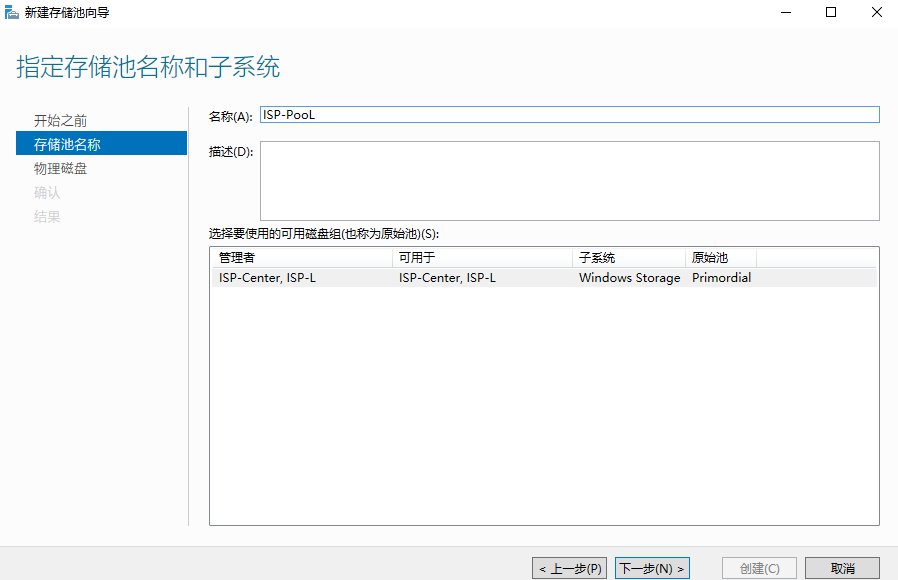 新建存储池向导
指定存储池名称和子系统
开始之前
存储池名称
物理磁盘
确认
结果
名称(A): ISP-PooL
描述(D):
选择要使用的可用磁盘组(也称为原始池)(S):
管理者 可用于 子系统 原始池
ISP-Center, ISP-L ISP-Center, ISP-L Windows Storage Primordial
< 上一步(P) 下一步(N) > 创建(C) 取消